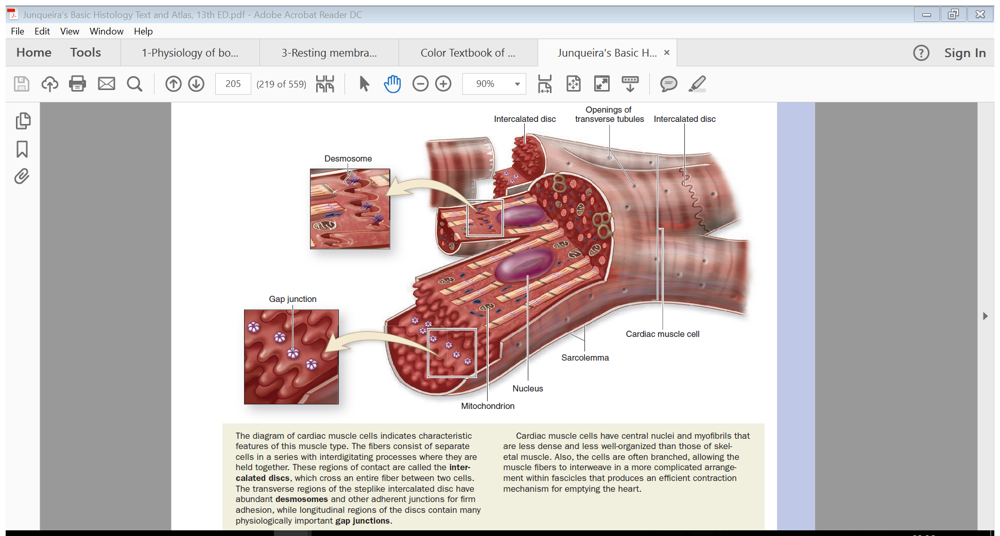 Junqueira's Basic Histology Text and Atlas, 13th ED.pdf - Adobe Acrobat Reader DC
File Edit View Window Help
Home Tools 1-Physiology of bo... 3-Resting membra... Color Textbook of ... Junqueira's Basic H... × ? Sign In
205 (219 of 559) 90%
Openings of
transverse tubules
Intercalated disc
Intercalated disc
Desmosome
Gap junction
Cardiac muscle cell
Sarcolemma
Nucleus
Mitochondrion
The diagram of cardiac muscle cells indicates characteristic
features of this muscle type. The fibers consist of separate
cells in a series with interdigitating processes where they are
held together. These regions of contact are called the inter-
calated discs, which cross an entire fiber between two cells.
The transverse regions of the steplike intercalated disc have
abundant desmosomes and other adherent junctions for firm
adhesion, while longitudinal regions of the discs contain many
physiologically important gap junctions.
Cardiac muscle cells have central nuclei and myofibrils that
are less dense and less well-organized than those of skel-
etal muscle. Also, the cells are often branched, allowing the
muscle fibers to interweave in a more complicated arrange-
ment within fascicles that produces an efficient contraction
mechanism for emptying the heart.